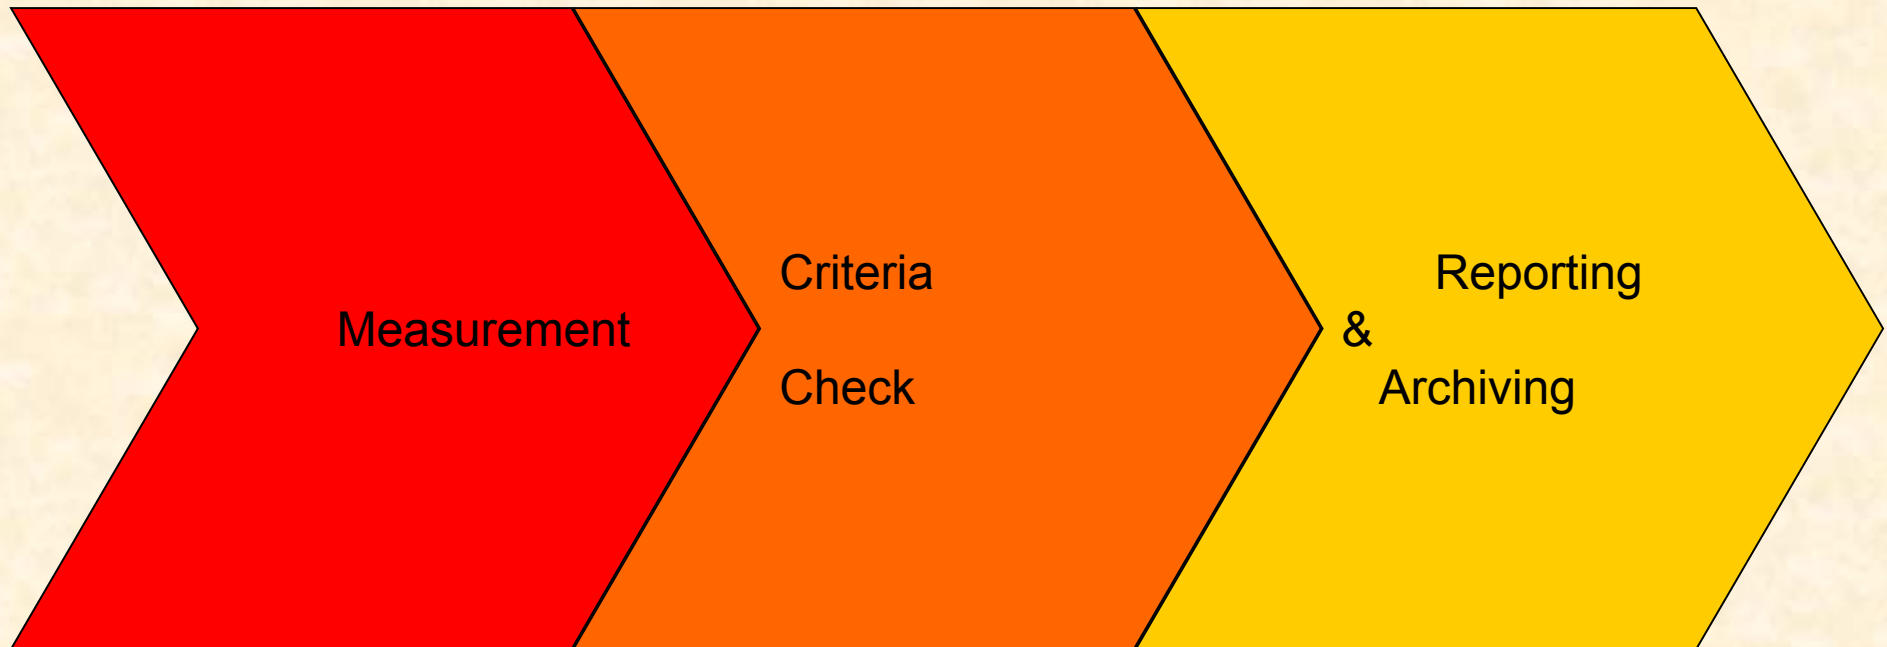 Measurement
Criteria
Check
Reporting
&
Archiving